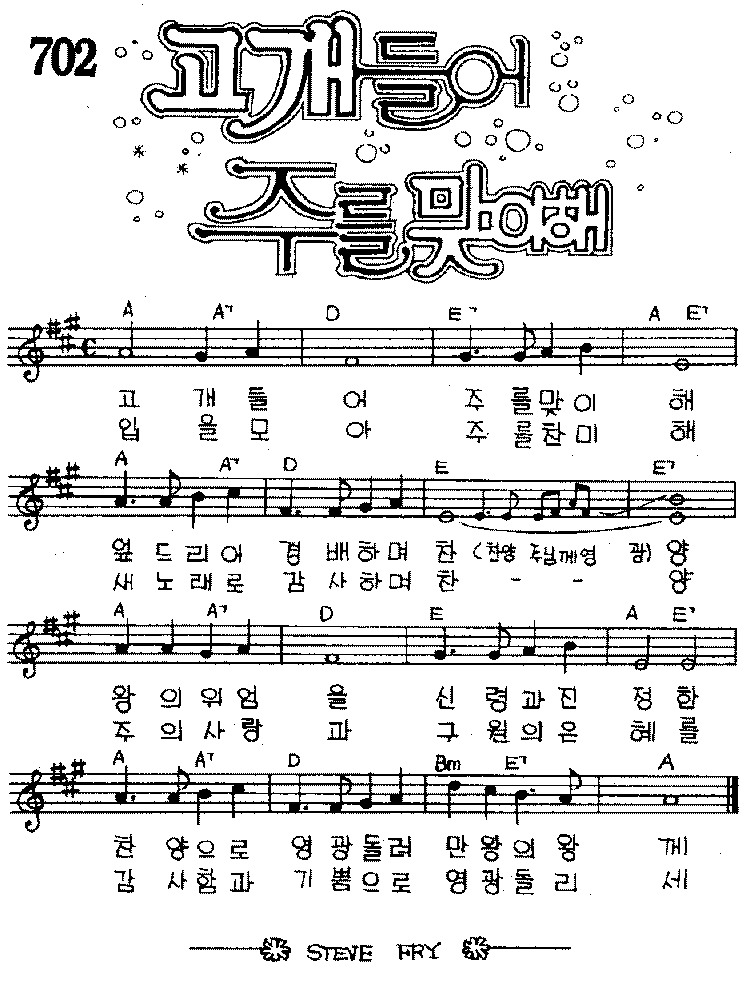 702
고개들어
주를맞이해
A A7 D E7 A E7
고 개 들 어 주 를 맞 이 해
입 을 모 아 주 를 찬 미 해
A A7 D E E7
엎 드 리 어 경 배 하 며 찬 (찬양 주님께 영 광) 양
새 노 래 로 감 사 하 며 찬 - - 양
A A7 D E A E7
왕 의 위 엄 을 신 령 과 진 정 한
주 의 사 랑 과 구 원 의 은 혜 를
A A7 D Bm E7 A
찬 양 으 로 영 광 돌 려 만 왕 의 왕 께
감 사 함 과 기 쁨 으 로 영 광 돌 리 세
STEVE FRY